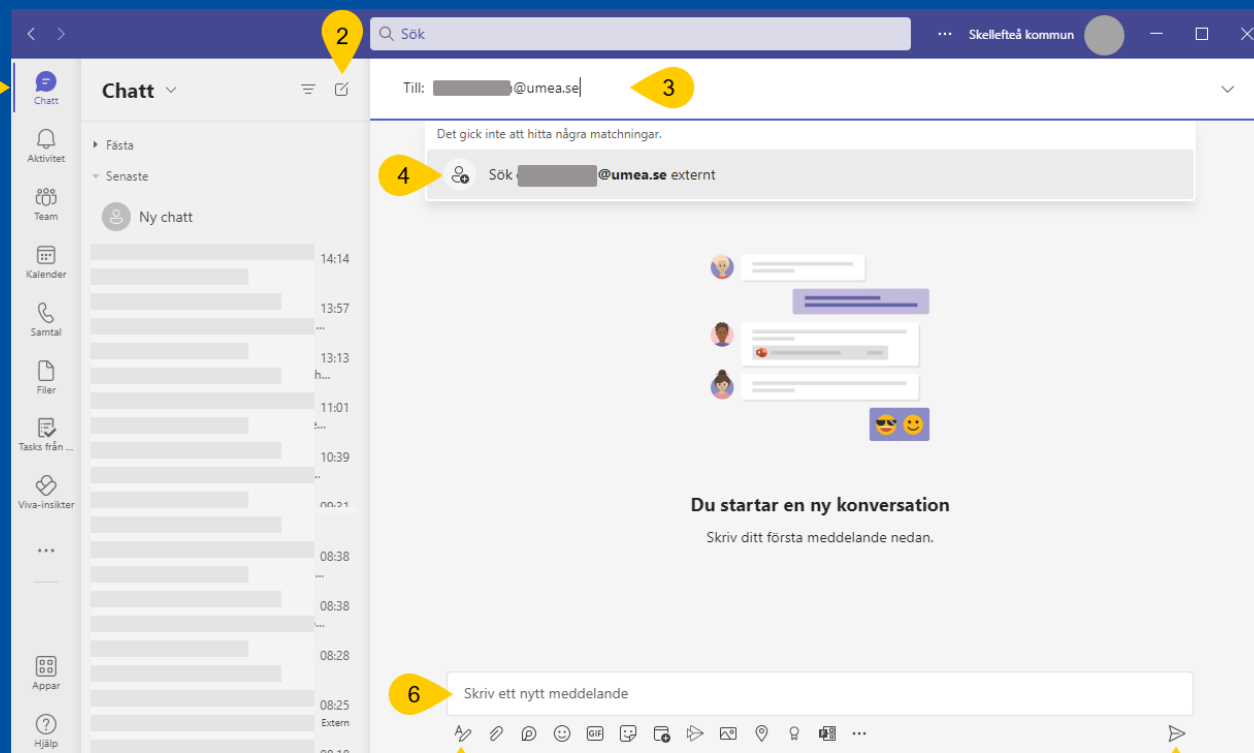 2
Sök
Skellefteå kommun
Chatt
Aktivitet
Team
Kalender
Samtal
Filer
Tasks från ...
Viva-insikter
Appar
Hjälp
Chatt
Fästa
Senaste
Ny chatt
14:14
13:57
...
13:13
h...
11:01
...
10:39
..
09:21
08:38
...
08:38
...
08:28
08:25
Extern
Till: @umea.se
3
Det gick inte att hitta några matchningar.
4
Sök @umea.se externt
Du startar en ny konversation
Skriv ditt första meddelande nedan.
6
Skriv ett nytt meddelande
GIF